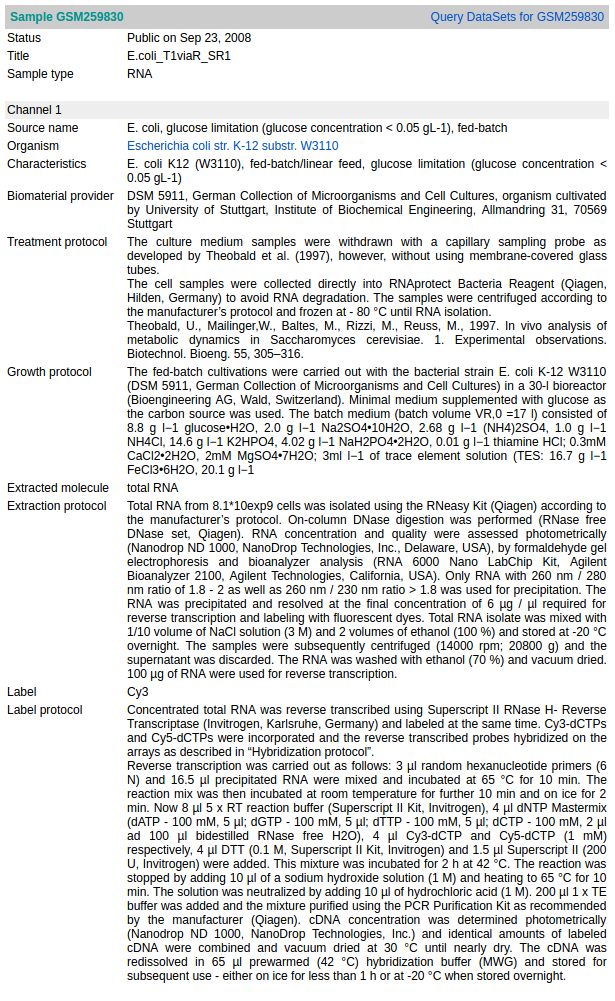 Sample GSM259830 Query DataSets for GSM259830
Status Public on Sep 23, 2008
Title E.coli_T1viaR_SR1
Sample type RNA
Channel 1
Source name E. coli, glucose limitation (glucose concentration < 0.05 gL-1), fed-batch
Organism Escherichia coli str. K-12 substr. W3110
Characteristics E. coli K12 (W3110), fed-batch/linear feed, glucose limitation (glucose concentration <
0.05 gL-1)
Biomaterial provider DSM 5911, German Collection of Microorganisms and Cell Cultures, organism cultivated
by University of Stuttgart, Institute of Biochemical Engineering, Allmandring 31, 70569
Stuttgart
Treatment protocol The culture medium samples were withdrawn with a capillary sampling probe as
developed by Theobald et al. (1997), however, without using membrane-covered glass
tubes.
The cell samples were collected directly into RNAprotect Bacteria Reagent (Qiagen,
Hilden, Germany) to avoid RNA degradation. The samples were centrifuged according to
the manufacturer’s protocol and frozen at - 80 °C until RNA isolation.
Theobald, U., Mailinger,W., Baltes, M., Rizzi, M., Reuss, M., 1997. In vivo analysis of
metabolic dynamics in Saccharomyces cerevisiae. 1. Experimental observations.
Biotechnol. Bioeng. 55, 305–316.
Growth protocol The fed-batch cultivations were carried out with the bacterial strain E. coli K-12 W3110
(DSM 5911, German Collection of Microorganisms and Cell Cultures) in a 30-l bioreactor
(Bioengineering AG, Wald, Switzerland). Minimal medium supplemented with glucose as
the carbon source was used. The batch medium (batch volume VR,0 =17 l) consisted of
8.8 g l−1 glucose•H2O, 2.0 g l−1 Na2SO4•10H2O, 2.68 g l−1 (NH4)2SO4, 1.0 g l−1
NH4Cl, 14.6 g l−1 K2HPO4, 4.02 g l−1 NaH2PO4•2H2O, 0.01 g l−1 thiamine HCl; 0.3mM
CaCl2•2H2O, 2mM MgSO4•7H2O; 3ml l−1 of trace element solution (TES: 16.7 g l−1
FeCl3•6H2O, 20.1 g l−1
Extracted molecule total RNA
Extraction protocol Total RNA from 8.1*10exp9 cells was isolated using the RNeasy Kit (Qiagen) according to
the manufacturer’s protocol. On-column DNase digestion was performed (RNase free
DNase set, Qiagen). RNA concentration and quality were assessed photometrically
(Nanodrop ND 1000, NanoDrop Technologies, Inc., Delaware, USA), by formaldehyde gel
electrophoresis and bioanalyzer analysis (RNA 6000 Nano LabChip Kit, Agilent
Bioanalyzer 2100, Agilent Technologies, California, USA). Only RNA with 260 nm / 280
nm ratio of 1.8 - 2 as well as 260 nm / 230 nm ratio > 1.8 was used for precipitation. The
RNA was precipitated and resolved at the final concentration of 6 µg / µl required for
reverse transcription and labeling with fluorescent dyes. Total RNA isolate was mixed with
1/10 volume of NaCl solution (3 M) and 2 volumes of ethanol (100 %) and stored at -20 °C
overnight. The samples were subsequently centrifuged (14000 rpm; 20800 g) and the
supernatant was discarded. The RNA was washed with ethanol (70 %) and vacuum dried.
100 µg of RNA were used for reverse transcription.
Label Cy3
Label protocol Concentrated total RNA was reverse transcribed using Superscript II RNase H- Reverse
Transcriptase (Invitrogen, Karlsruhe, Germany) and labeled at the same time. Cy3-dCTPs
and Cy5-dCTPs were incorporated and the reverse transcribed probes hybridized on the
arrays as described in “Hybridization protocol”.
Reverse transcription was carried out as follows: 3 µl random hexanucleotide primers (6
N) and 16.5 µl precipitated RNA were mixed and incubated at 65 °C for 10 min. The
reaction mix was then incubated at room temperature for further 10 min and on ice for 2
min. Now 8 µl 5 x RT reaction buffer (Superscript II Kit, Invitrogen), 4 µl dNTP Mastermix
(dATP - 100 mM, 5 µl; dGTP - 100 mM, 5 µl; dTTP - 100 mM, 5 µl; dCTP - 100 mM, 2 µl
ad 100 µl bidestilled RNase free H2O), 4 µl Cy3-dCTP and Cy5-dCTP (1 mM)
respectively, 4 µl DTT (0.1 M, Superscript II Kit, Invitrogen) and 1.5 µl Superscript II (200
U, Invitrogen) were added. This mixture was incubated for 2 h at 42 °C. The reaction was
stopped by adding 10 µl of a sodium hydroxide solution (1 M) and heating to 65 °C for 10
min. The solution was neutralized by adding 10 µl of hydrochloric acid (1 M). 200 µl 1 x TE
buffer was added and the mixture purified using the PCR Purification Kit as recommended
by the manufacturer (Qiagen). cDNA concentration was determined photometrically
(Nanodrop ND 1000, NanoDrop Technologies, Inc.) and identical amounts of labeled
cDNA were combined and vacuum dried at 30 °C until nearly dry. The cDNA was
redissolved in 65 µl prewarmed (42 °C) hybridization buffer (MWG) and stored for
subsequent use - either on ice for less than 1 h or at -20 °C when stored overnight.